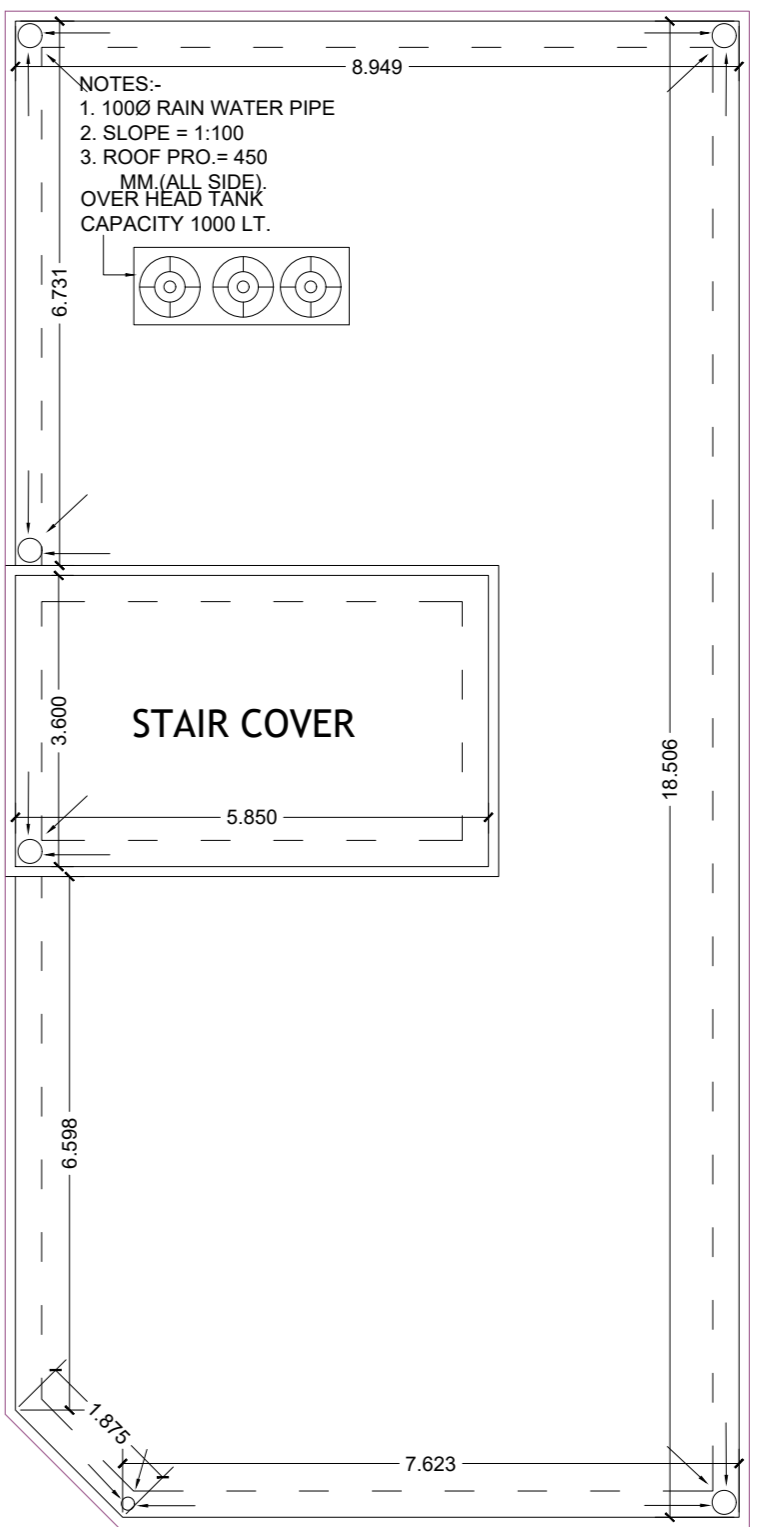 8.949
NOTES:-
1. 100Ø RAIN WATER PIPE
2. SLOPE = 1:100
3. ROOF PRO.= 450
MM.(ALL SIDE).
OVER HEAD TANK
CAPACITY 1000 LT.
6.731
3.600
STAIR COVER
18.506
5.850
6.598
1.875
7.623